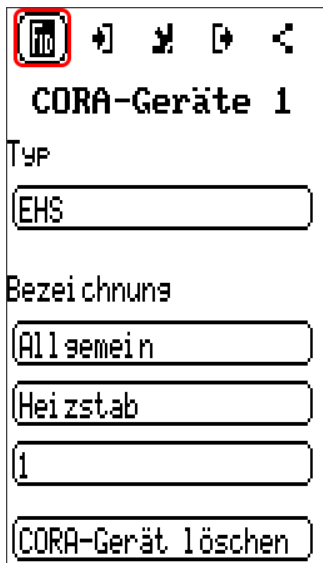 CORA-Geräte 1
Typ
EHS
Bezeichnung
Allgemein
Heizstab
1
CORA-Gerät löschen